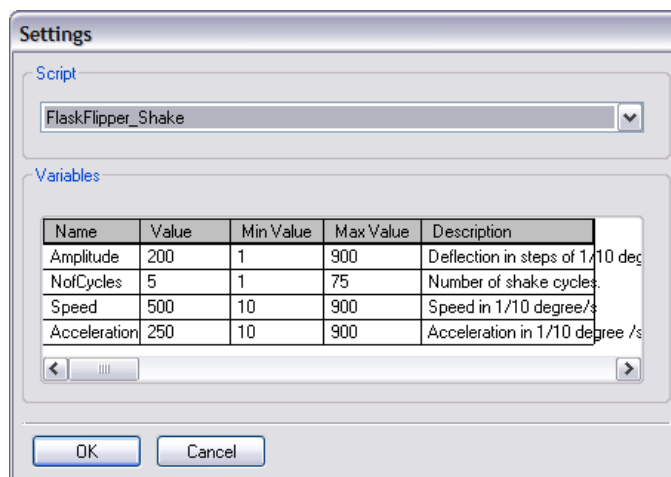 Settings
Script
FlaskFlipper_Shake
Variables
Name Value Min Value Max Value Description
Amplitude 200 1 900 Deflection in steps of 1/10 deg
NofCycles 5 1 75 Number of shake cycles.
Speed 500 10 900 Speed in 1/10 degree/s
Acceleration 250 10 900 Acceleration in 1/10 degree /s
OK Cancel